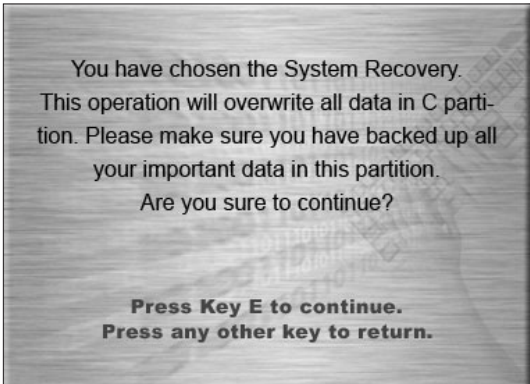 You have chosen the System Recovery.
This operation will overwrite all data in C parti-
tion. Please make sure you have backed up all
your important data in this partition.
Are you sure to continue?
Press Key E to continue.
Press any other key to return.